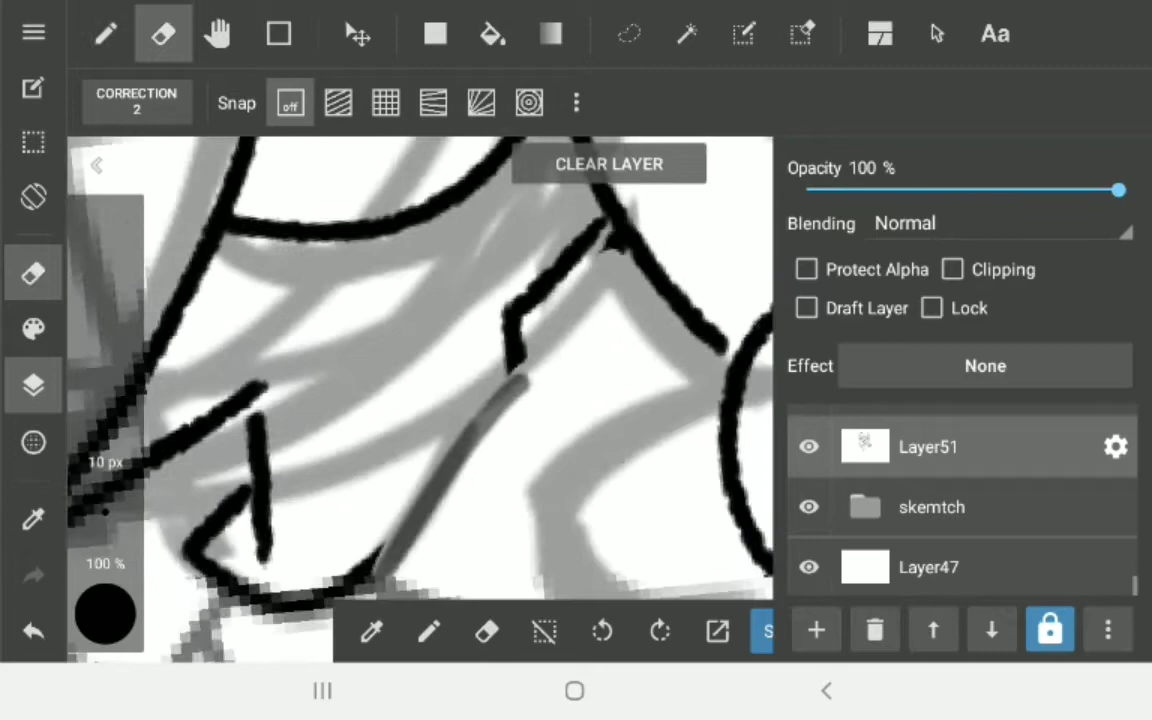 Aa
CORRECTION
2
Snap
off
CLEAR LAYER
Opacity 100 %
Blending Normal
Protect Alpha Clipping
Draft Layer Lock
Effect None
10 px
Layer51
skemtch
100 %
Layer47
S